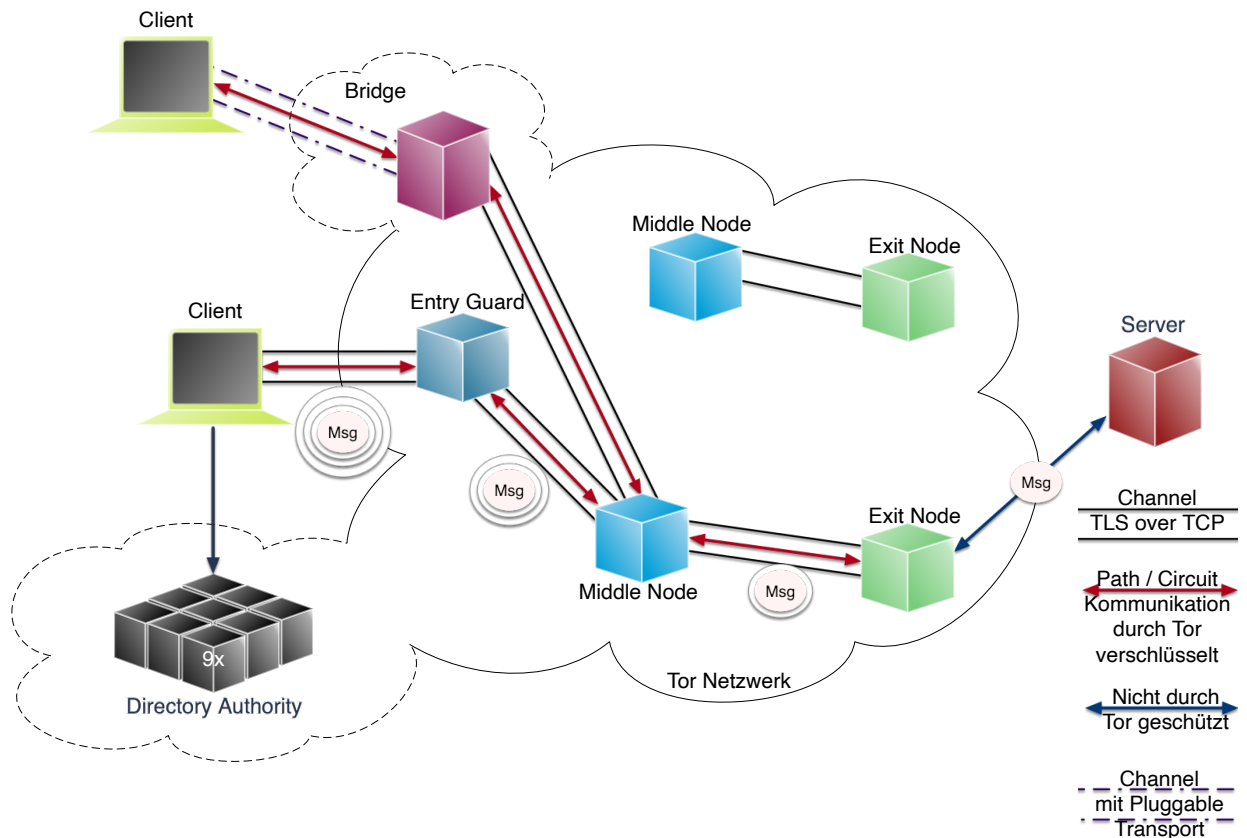 Client
Bridge
Middle Node
Exit Node
Client
Entry Guard
Server
Msg
Msg
Msg
Exit Node
Middle Node
Msg
9x
Directory Authority
Tor Netzwerk
Channel
TLS over TCP
Path / Circuit
Kommunikation
durch Tor
verschlüsselt
Nicht durch
Tor geschützt
Channel
mit Pluggable
Transport